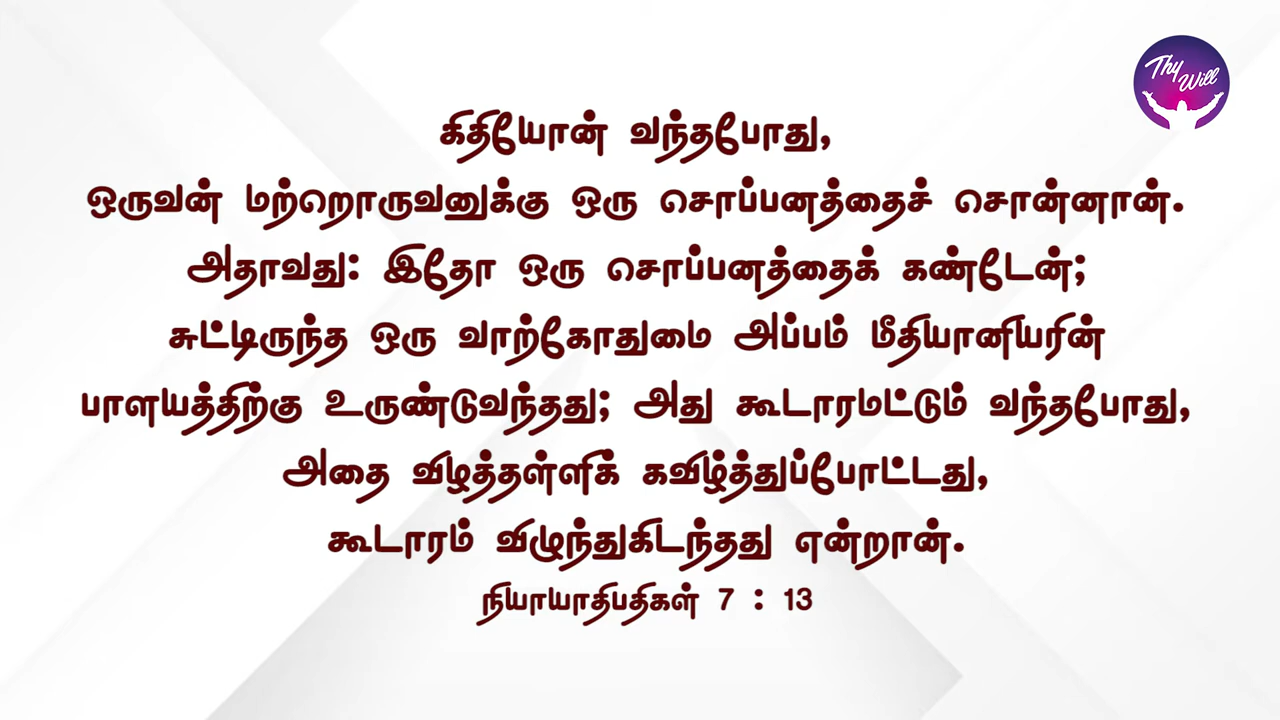 Thy Will
கிதியோன் வந்தபோது,
ஒருவன் மற்றொருவனுக்கு ஒரு சொப்பனத்தைச் சொன்னான்.
அதாவது: இதோ ஒரு சொப்பனத்தைக் கண்டேன்;
சுட்டிருந்த ஒரு வாற்கோதுமை அப்பம் மீதியானியரின்
பாளயத்திற்கு உருண்டுவந்தது; அது கூடாரமட்டும் வந்தபோது,
அதை விழத்தள்ளிக் கவிழ்த்துப்போட்டது,
கூடாரம் விழுந்துகிடந்தது என்றான்.
நியாயாதிபதிகள் 7 : 13